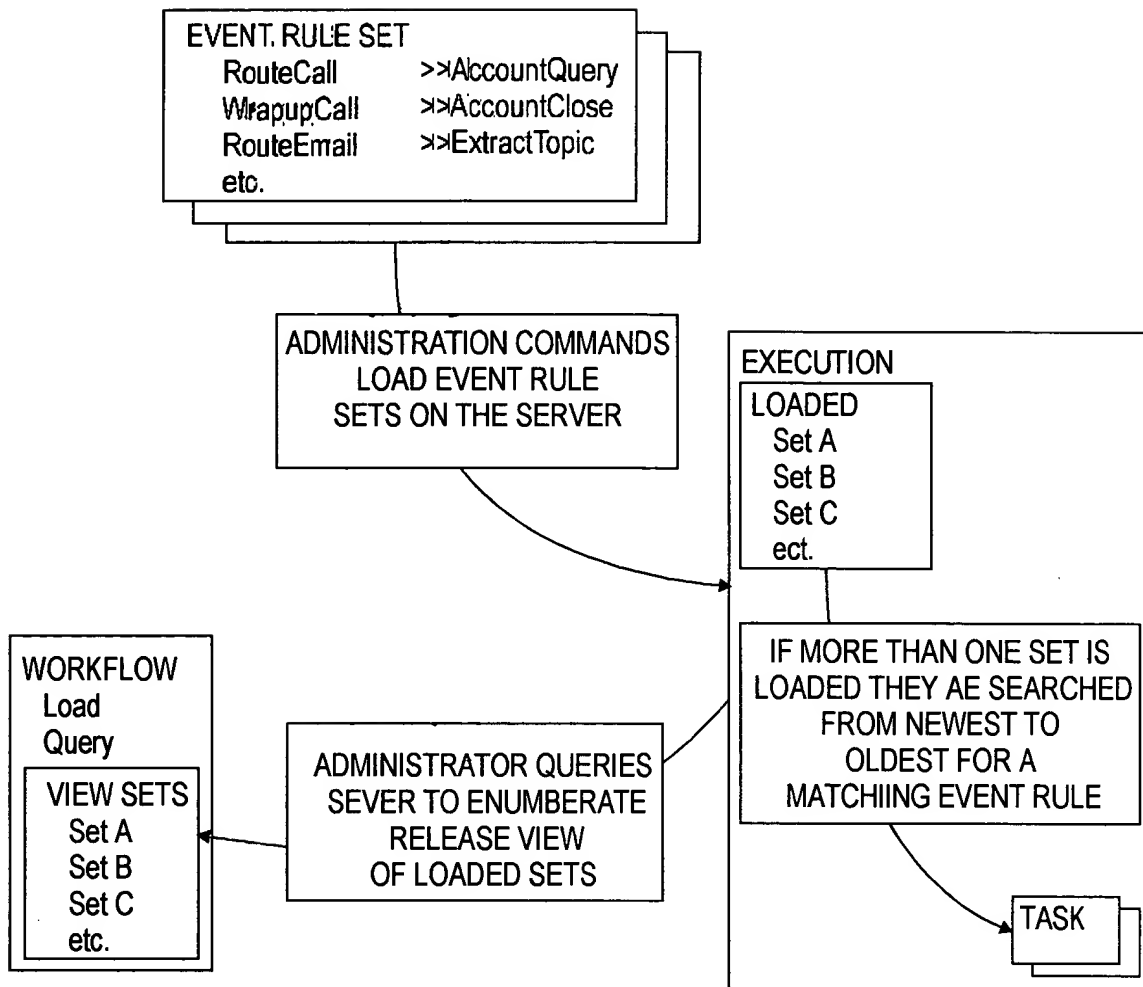 EVENT. RULE SET
RouteCall >>AccountQuery
WrapupCall >>AccountClose
RouteEmail >>ExtractTopic
etc.
ADMINISTRATION COMMANDS
LOAD EVENT RULE
SETS ON THE SERVER
EXECUTION
LOADED
Set A
Set B
Set C
ect.
IF MORE THAN ONE SET IS
LOADED THEY AE SEARCHED
FROM NEWEST TO
OLDEST FOR A
MATCHIING EVENT RULE
TASK
ADMINISTRATOR QUERIES
SEVER TO ENUMBERATE
RELEASE VIEW
OF LOADED SETS
WORKFLOW
Load
Query
VIEW SETS
Set A
Set B
Set C
etc.